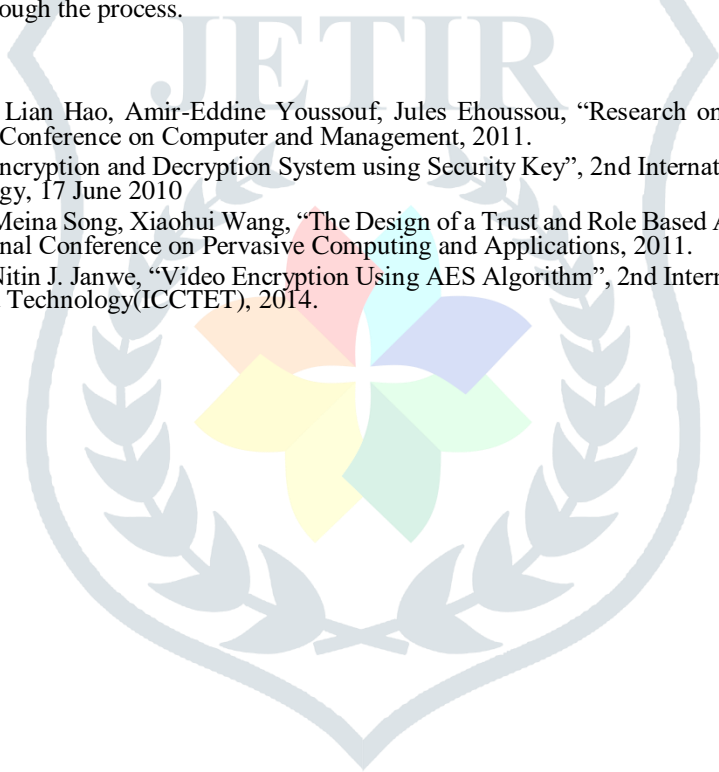 ough the process.
JETIR
Lian Hao, Amir-Eddine Youssouf, Jules Ehoussou, “Research on
Conference on Computer and Management, 2011.
ncryption and Decryption System using Security Key”, 2nd Internat
gy, 17 June 2010
Meina Song, Xiaohui Wang, “The Design of a Trust and Role Based A
nal Conference on Pervasive Computing and Applications, 2011.
Nitin J. Janwe, “Video Encryption Using AES Algorithm”, 2nd Intern
Technology(ICCTET), 2014.